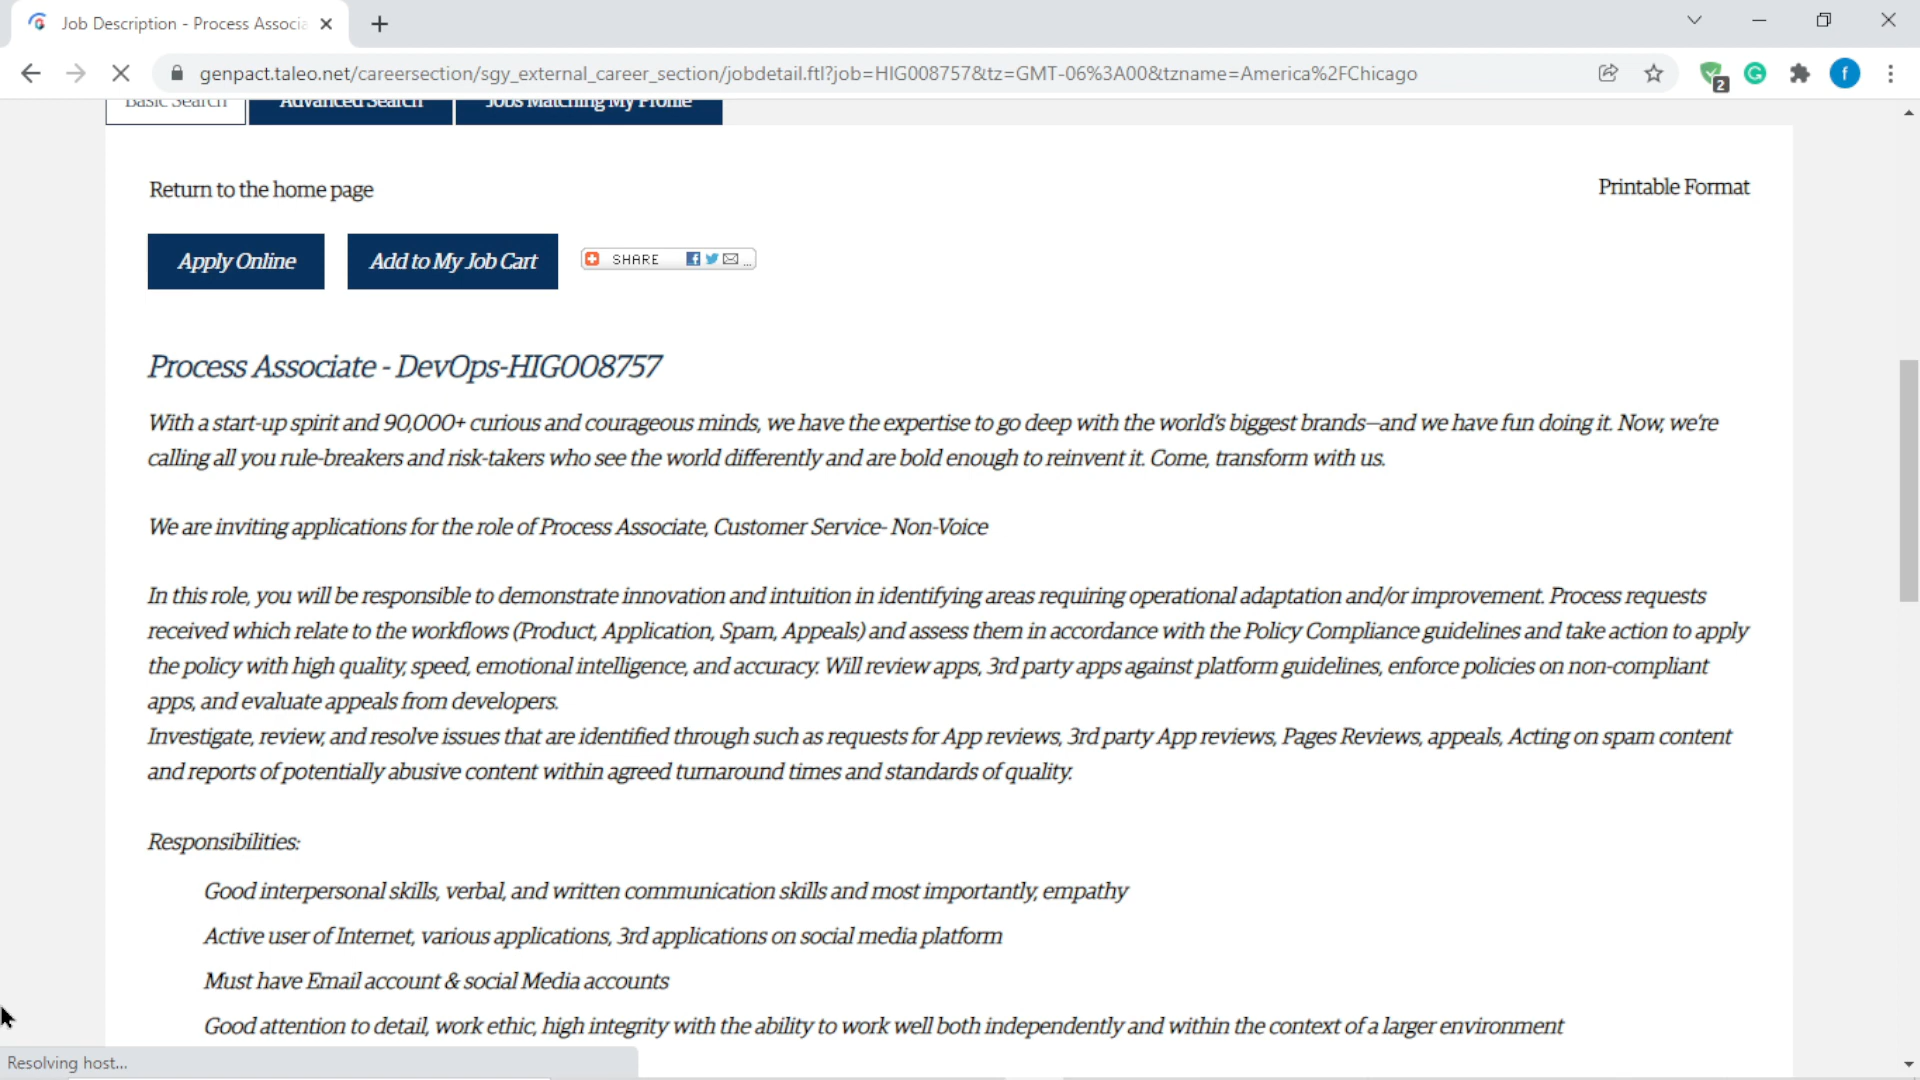 Job Description - Process Associa
genpact.taleo.net/careersection/sgy_external_career_section/jobdetail.ftl?job=HIG008757&tz=GMT-06%3A00&tzname=America%2FChicago
2
f
Basic Search
Advanced Search
Jobs Matching My Profile
Return to the home page
Printable Format
Apply Online
Add to My Job Cart
SHARE
Process Associate - DevOps-HIG008757
With a start-up spirit and 90,000+ curious and courageous minds, we have the expertise to go deep with the world's biggest brands—and we have fun doing it. Now, we're
calling all you rule-breakers and risk-takers who see the world differently and are bold enough to reinvent it. Come, transform with us.
We are inviting applications for the role of Process Associate, Customer Service- Non-Voice
In this role, you will be responsible to demonstrate innovation and intuition in identifying areas requiring operational adaptation and/or improvement. Process requests
received which relate to the workflows (Product, Application, Spam, Appeals) and assess them in accordance with the Policy Compliance guidelines and take action to apply
the policy with high quality, speed, emotional intelligence, and accuracy. Will review apps, 3rd party apps against platform guidelines, enforce policies on non-compliant
apps, and evaluate appeals from developers.
Investigate, review, and resolve issues that are identified through such as requests for App reviews, 3rd party App reviews, Pages Reviews, appeals, Acting on spam content
and reports of potentially abusive content within agreed turnaround times and standards of quality.
Responsibilities:
Good interpersonal skills, verbal, and written communication skills and most importantly, empathy
Active user of Internet, various applications, 3rd applications on social media platform
Must have Email account & social Media accounts
Good attention to detail, work ethic, high integrity with the ability to work well both independently and within the context of a larger environment
Resolving host...